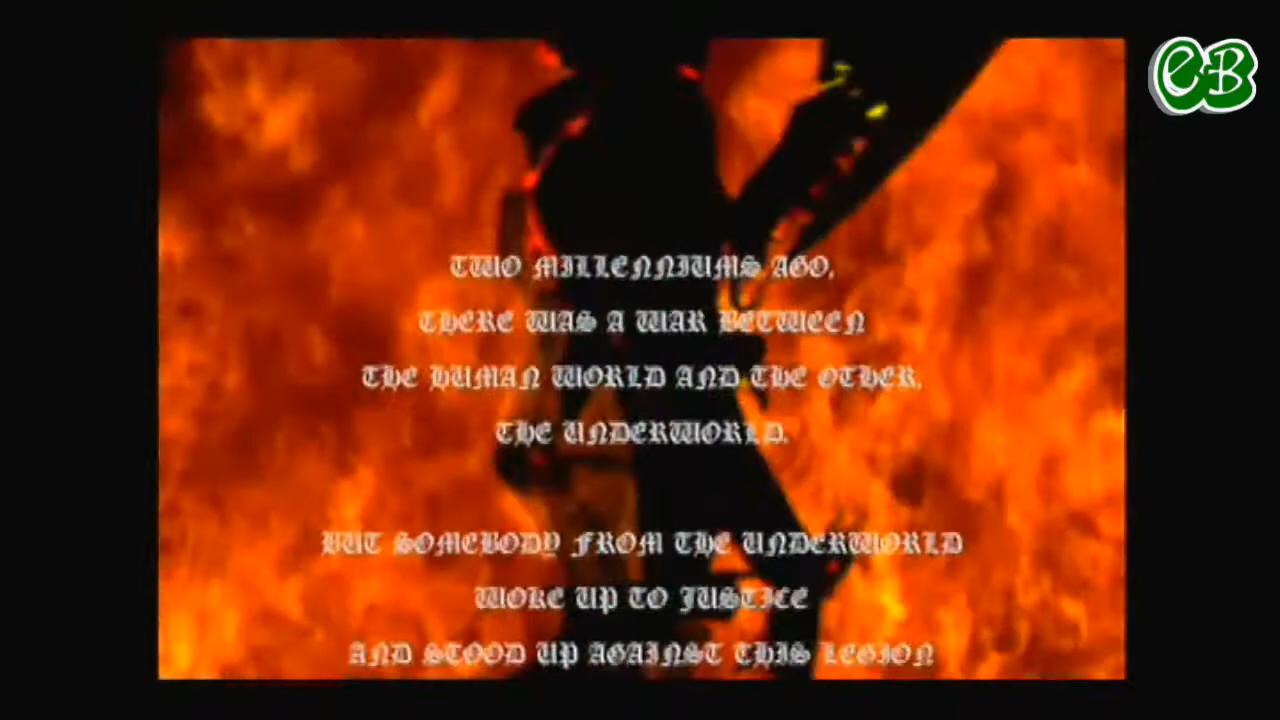 TWO MILLENNIUMS AGO,
THERE WAS A WAR BETWEEN
THE HUMAN WORLD AND THE OTHER,
THE UNDERWORLD.
BUT SOMEBODY FROM THE UNDERWORLD
WOKE UP TO JUSTICE
AND STOOD UP AGAINST THIS LEGION
eB